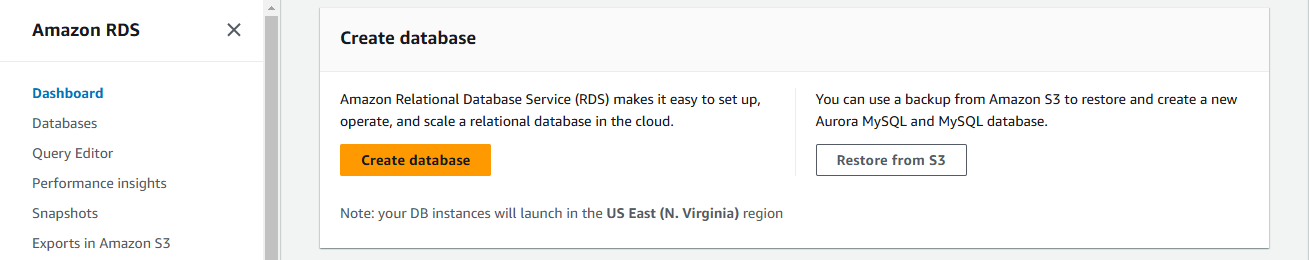 Amazon RDS
Dashboard
Databases
Query Editor
Performance insights
Snapshots
Exports in Amazon S3
Create database
Amazon Relational Database Service (RDS) makes it easy to set up,
operate, and scale a relational database in the cloud.
Create database
You can use a backup from Amazon S3 to restore and create a new
Aurora MySQL and MySQL database.
Restore from S3
Note: your DB instances will launch in the US East (N. Virginia) region